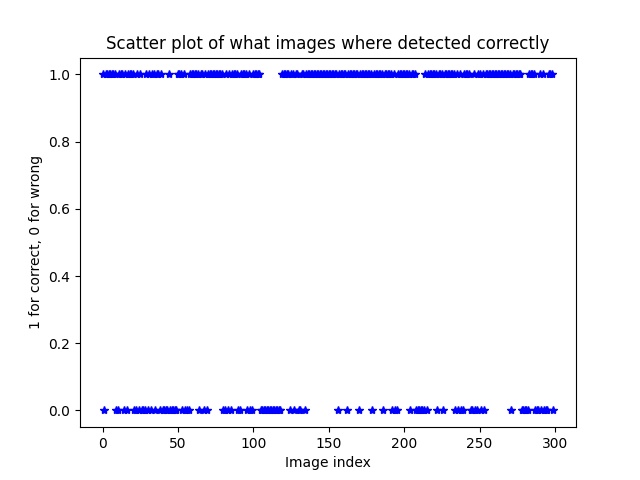 Scatter plot of what images where detected correctly
1.0
0.8
0.6
0.4
0.2
0.0
1 for correct, 0 for wrong
0 50 100 150 200 250 300
Image index